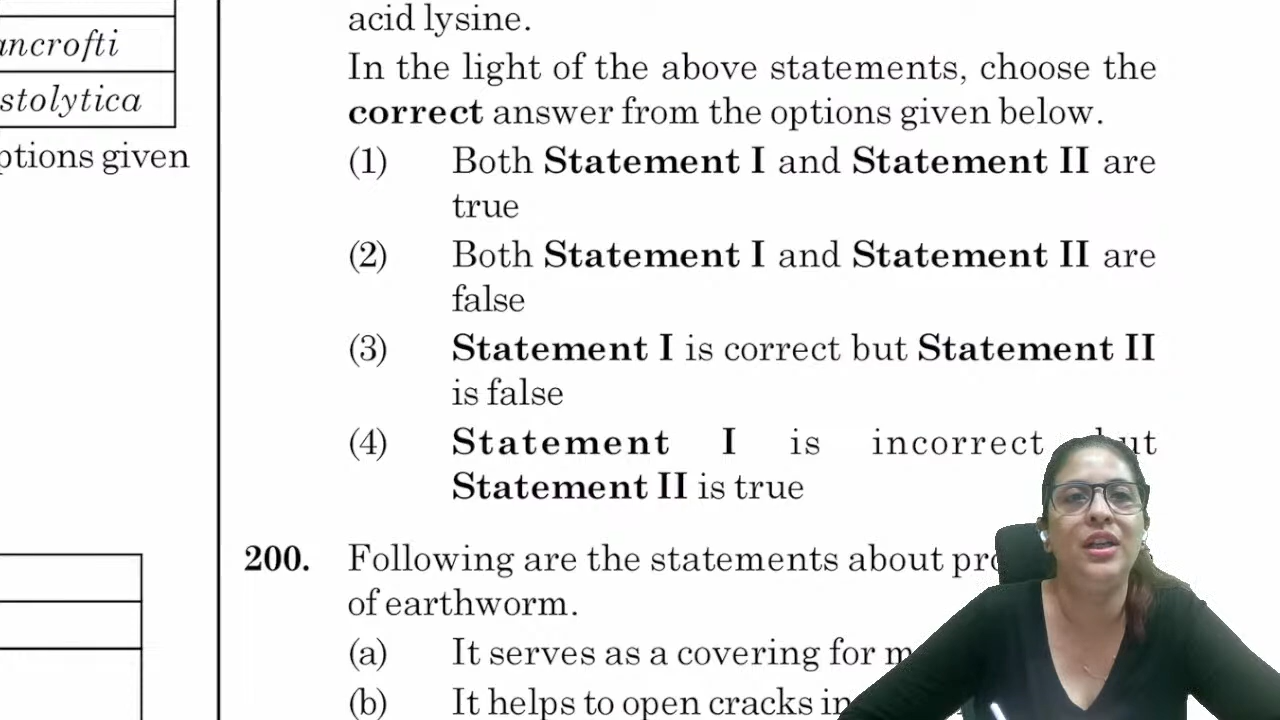 ancrofti
stolytica
ptions given
acid lysine.
In the light of the above statements, choose the
correct answer from the options given below.
(1) Both Statement I and Statement II are
true
(2) Both Statement I and Statement II are
false
(3) Statement I is correct but Statement II
is false
(4) Statement I is incorrect but
Statement II is true
200. Following are the statements about
of earthworm.
(a) It serves as a covering for
(b) It helps to open cracks in